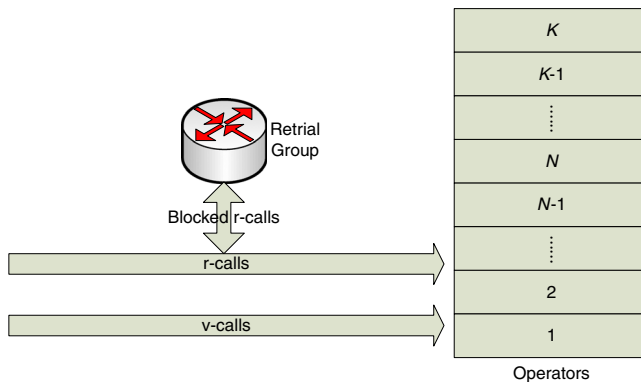 K
K-1
Retrial
Group
N
Blocked r-calls
N-1
r-calls
2
v-calls
1
Operators